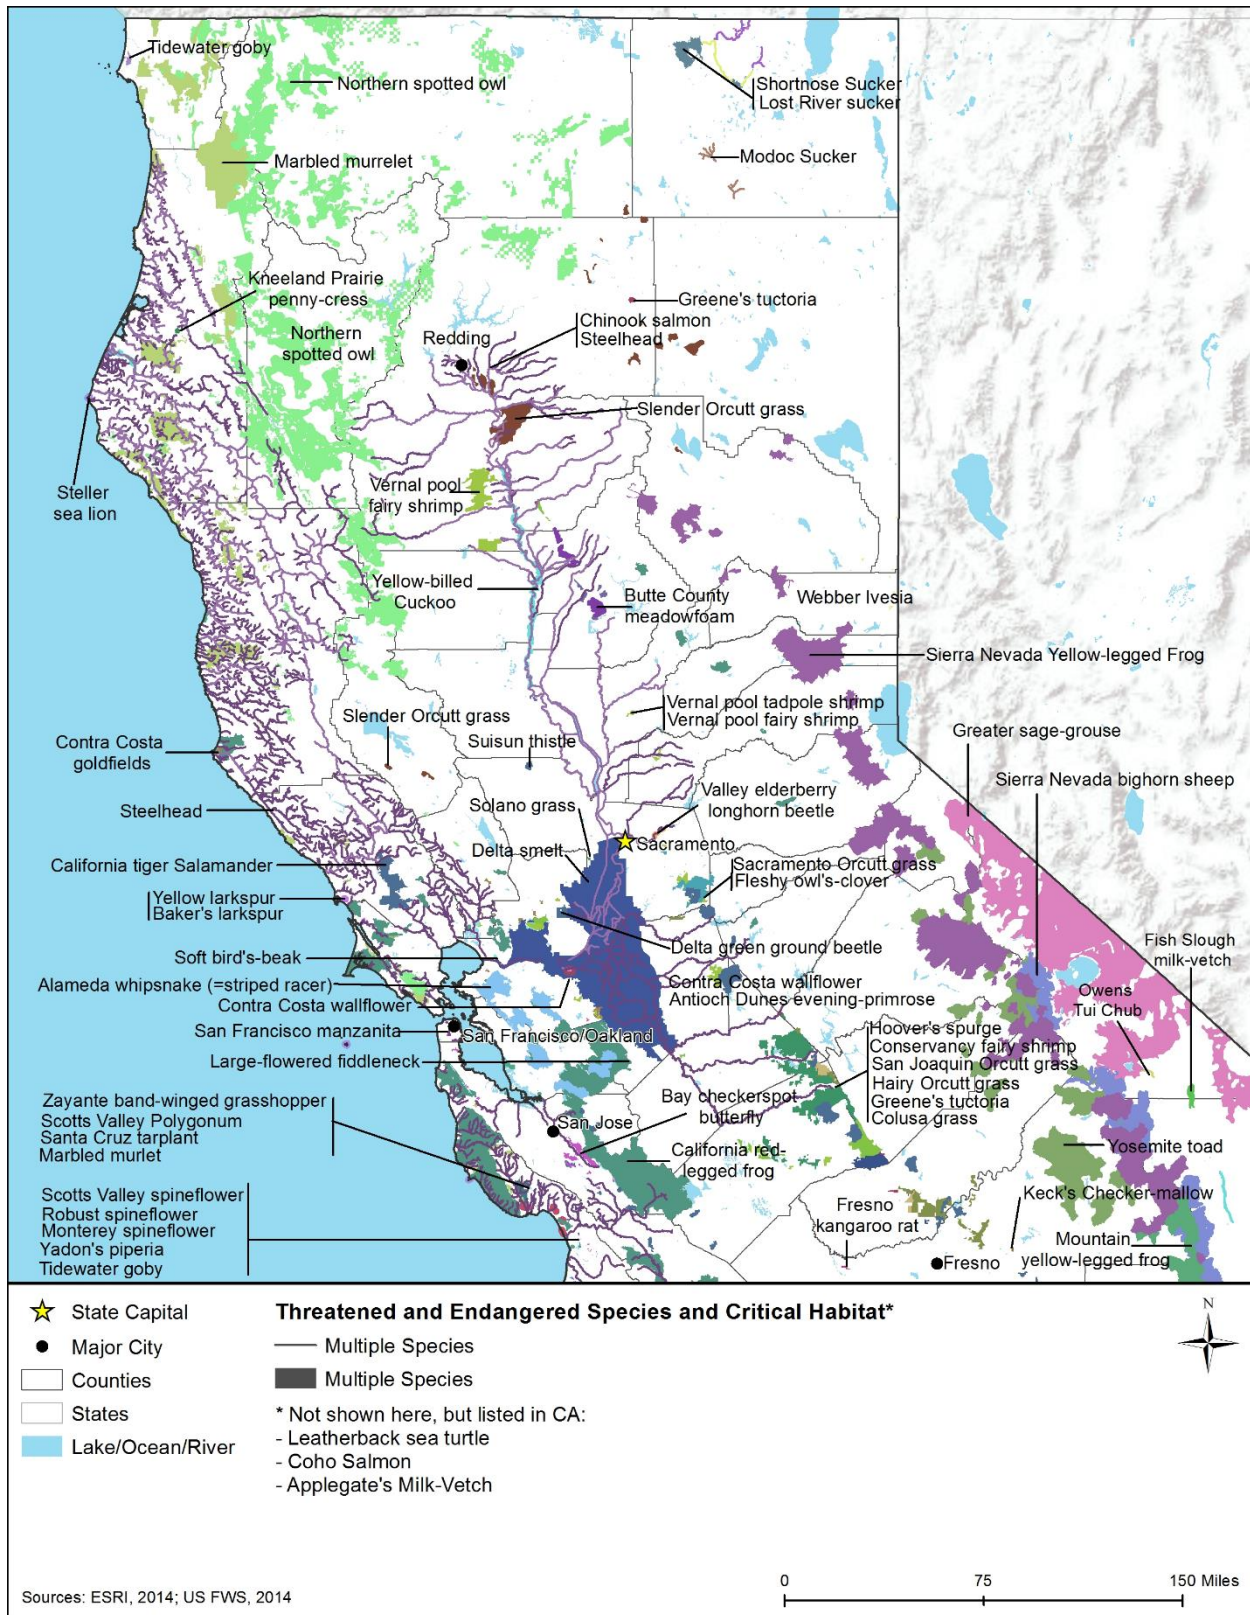 Tidewater goby
Northern spotted owl
Shortnose Sucker
Lost River sucker
Marbled murrelet
Modoc Sucker
Kneeland Prairie
penny-cress
Northern
spotted owl
Redding
Chinook salmon
Steelhead
Greene's tuctoria
Slender Orcutt grass
Steller
sea lion
Vernal pool
fairy shrimp
Yellow-billed
Cuckoo
Butte County
meadowfoam
Webber Ivesia
Sierra Nevada Yellow-legged Frog
Vernal pool tadpole shrimp
Vernal pool fairy shrimp
Slender Orcutt grass
Suisun thistle
Greater sage-grouse
Contra Costa
goldfields
Sierra Nevada bighorn sheep
Steelhead
Solano grass
Valley elderberry
longhorn beetle
Delta smelt
Sacramento
California tiger Salamander
Sacramento Orcutt grass
Fleshy owl's-clover
Yellow larkspur
Baker's larkspur
Delta green ground beetle
Fish Slough
milk-vetch
Soft bird's-beak
Alameda whipsnake (=striped racer)
Contra Costa wallflower
Contra Costa wallflower
Antioch Dunes evening-primrose
Owens
Tui Chub
San Francisco manzanita
San Francisco/Oakland
Large-flowered fiddleneck
Hoover's spurge
Conservancy fairy shrimp
San Joaquin Orcutt grass
Hairy Orcutt grass
Greene's tuctoria
Colusa grass
Bay checkerspot
butterfly
Zayante band-winged grasshopper
Scotts Valley Polygonum
Santa Cruz tarplant
Marbled murlet
San Jose
California red-
legged frog
Yosemite toad
Scotts Valley spineflower
Robust spineflower
Monterey spineflower
Yadon's piperia
Tidewater goby
Fresno
kangaroo rat
Keck's Checker-mallow
Mountain
yellow-legged frog
Fresno
State Capital
Major City
Counties
States
Lake/Ocean/River
Threatened and Endangered Species and Critical Habitat*
Multiple Species
Multiple Species
* Not shown here, but listed in CA:
- Leatherback sea turtle
- Coho Salmon
- Applegate's Milk-Vetch
N
Sources: ESRI, 2014; US FWS, 2014
0 75 150 Miles